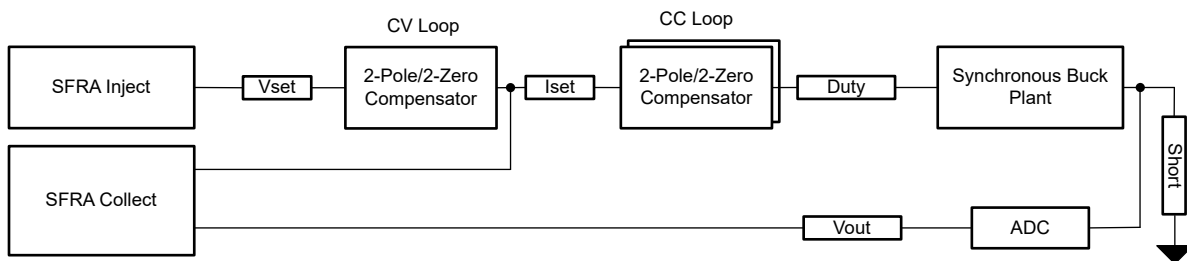 CV Loop
CC Loop
SFRA Inject
Vset
2-Pole/2-Zero
Compensator
Iset
2-Pole/2-Zero
Compensator
Duty
Synchronous Buck
Plant
Short
SFRA Collect
Vout
ADC